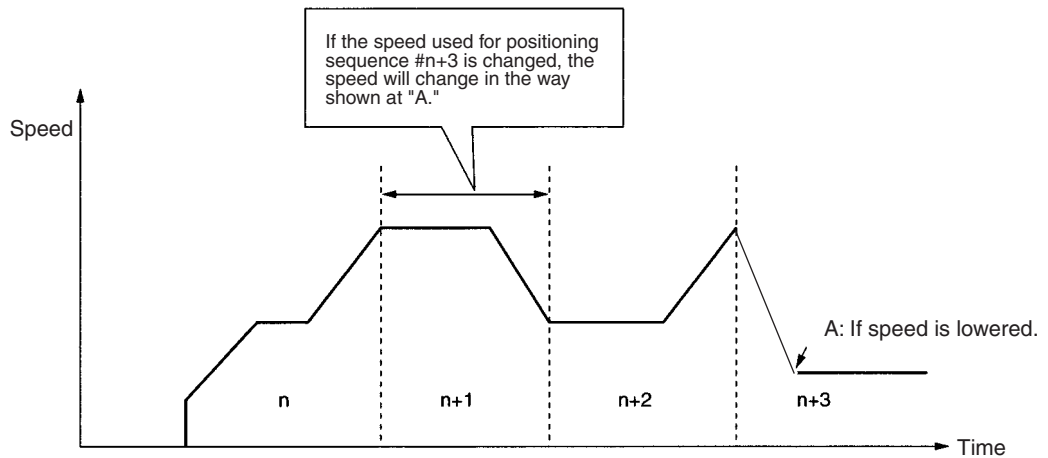 If the speed used for positioning
sequence #n+3 is changed, the
speed will change in the way
shown at "A."
Speed
A: If speed is lowered.
n
n+1
n+2
n+3
Time